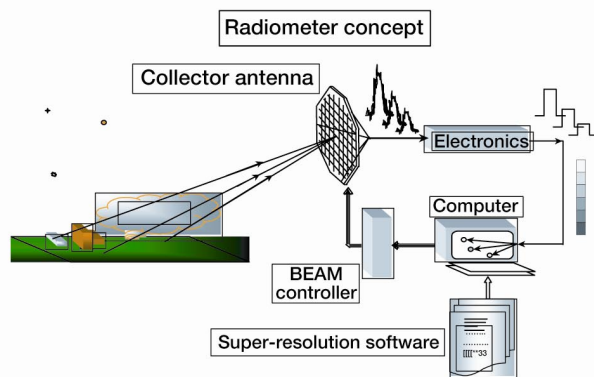 Radiometer concept
Collector antenna
Electronics
Computer
BEAM
controller
Super-resolution software